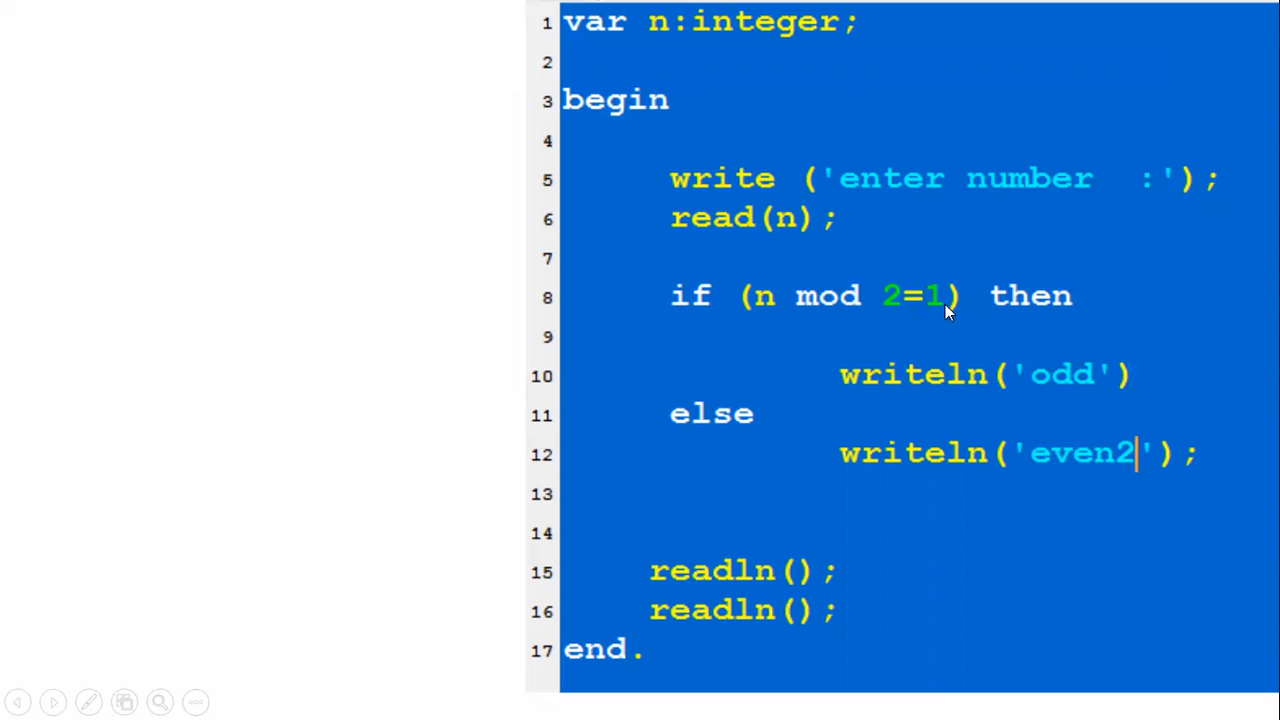 1 var n:integer;
2
3 begin
4
5 write ('enter number  :');
6 read(n);
7
8 if (n mod 2=1) then
9
10 writeln('odd')
11 else
12 writeln('even2');
13
14
15 readln();
16 readln();
17 end.